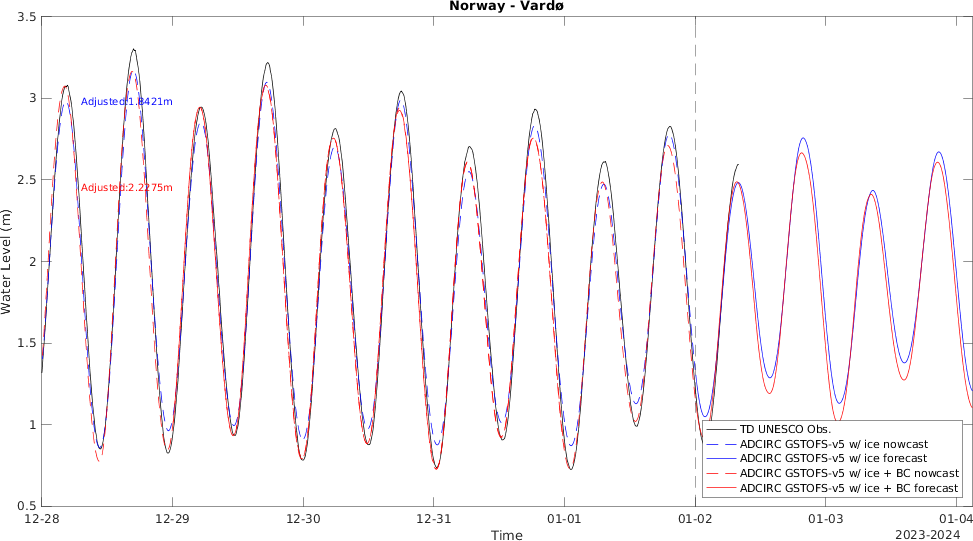 Norway - Vardø
3.5
3
2.5
2
1.5
1
0.5
Water Level (m)
Adjusted:1.8421m
Adjusted:2.2275m
TD UNESCO Obs.
ADCIRC GSTOFS-v5 w/ ice nowcast
ADCIRC GSTOFS-v5 w/ ice forecast
ADCIRC GSTOFS-v5 w/ ice + BC nowcast
ADCIRC GSTOFS-v5 w/ ice + BC forecast
12-28
12-29
12-30
12-31
01-01
01-02
01-03
01-04
Time
2023-2024